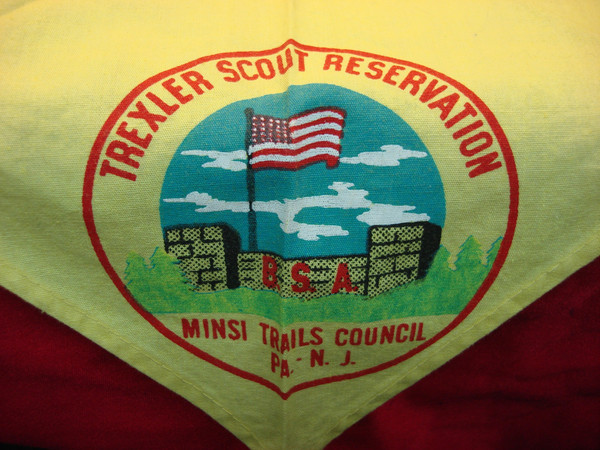 TREXLER SCOUT RESERVATION
B. S. A.
MINSI TRAILS COUNCIL
PA. - N. J.